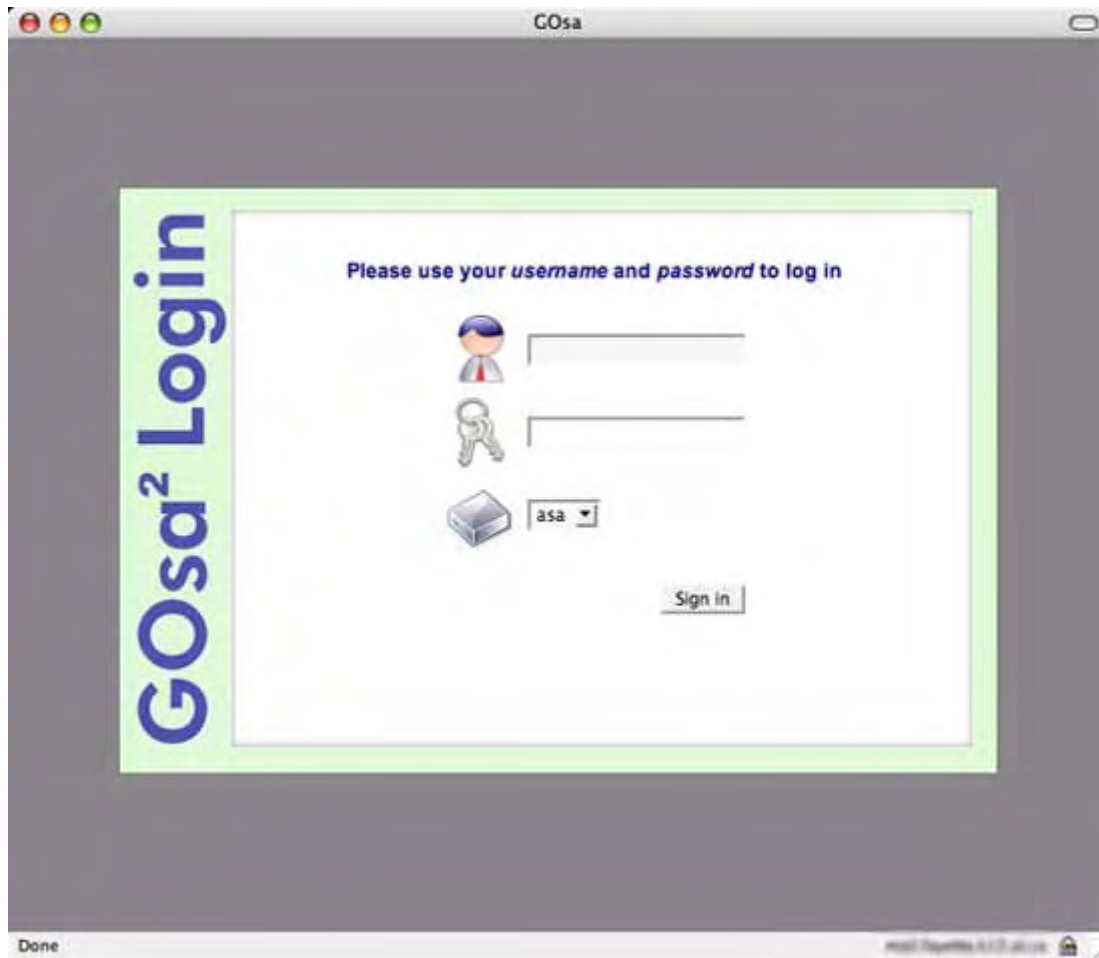 GOsa
GOsa² Login
Please use your username and password to log in
asa
Sign in
Done